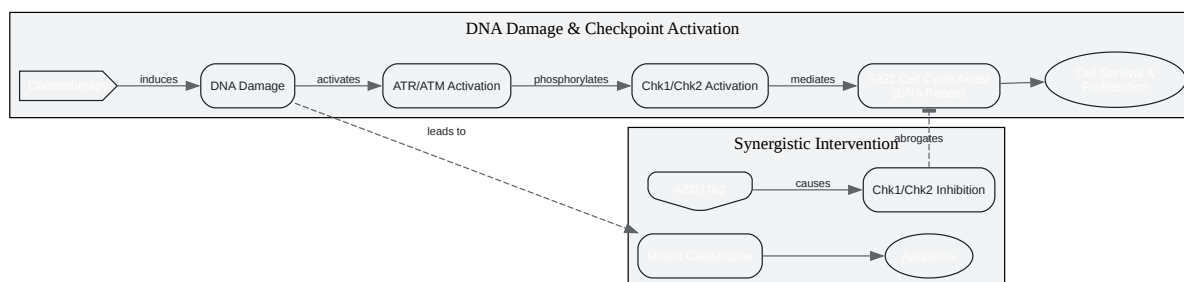 DNA Damage & Checkpoint Activation
Chemotherapy
induces
DNA Damage
activates
ATR/ATM Activation
phosphorylates
Chk1/Chk2 Activation
mediates
S/G2 Cell Cycle Arrest
(DNA Repair)
Cell Survival &
Proliferation
leads to
abrogates
Synergistic Intervention
AZD7762
causes
Chk1/Chk2 Inhibition
Mitotic Catastrophe
Apoptosis